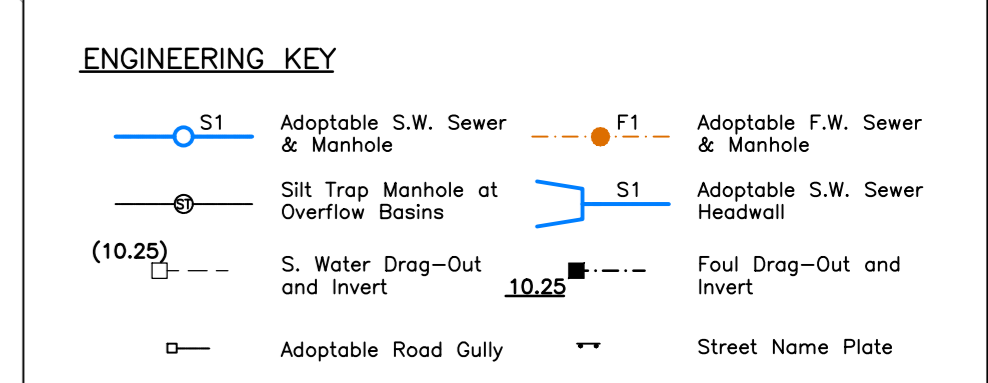 ENGINEERING KEY
S1
Adoptable S.W. Sewer
& Manhole
F1
Adoptable F.W. Sewer
& Manhole
ST
Silt Trap Manhole at
Overflow Basins
S1
Adoptable S.W. Sewer
Headwall
(10.25)
S. Water Drag-Out
and Invert
10.25
Foul Drag-Out and
Invert
Adoptable Road Gully
Street Name Plate